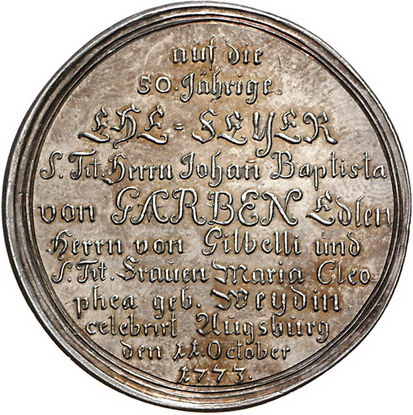 auf die
50. Jährige.
EHE=FEYER
S. Tit. Herrn Johan̅ Baptista
von GARBEN Edlen
Herrn von Gilbelli und
S. Tit. Frauen Maria Cleo-
phea geb. Weydin
celebrirt Augsburg
den 11. October
1773.